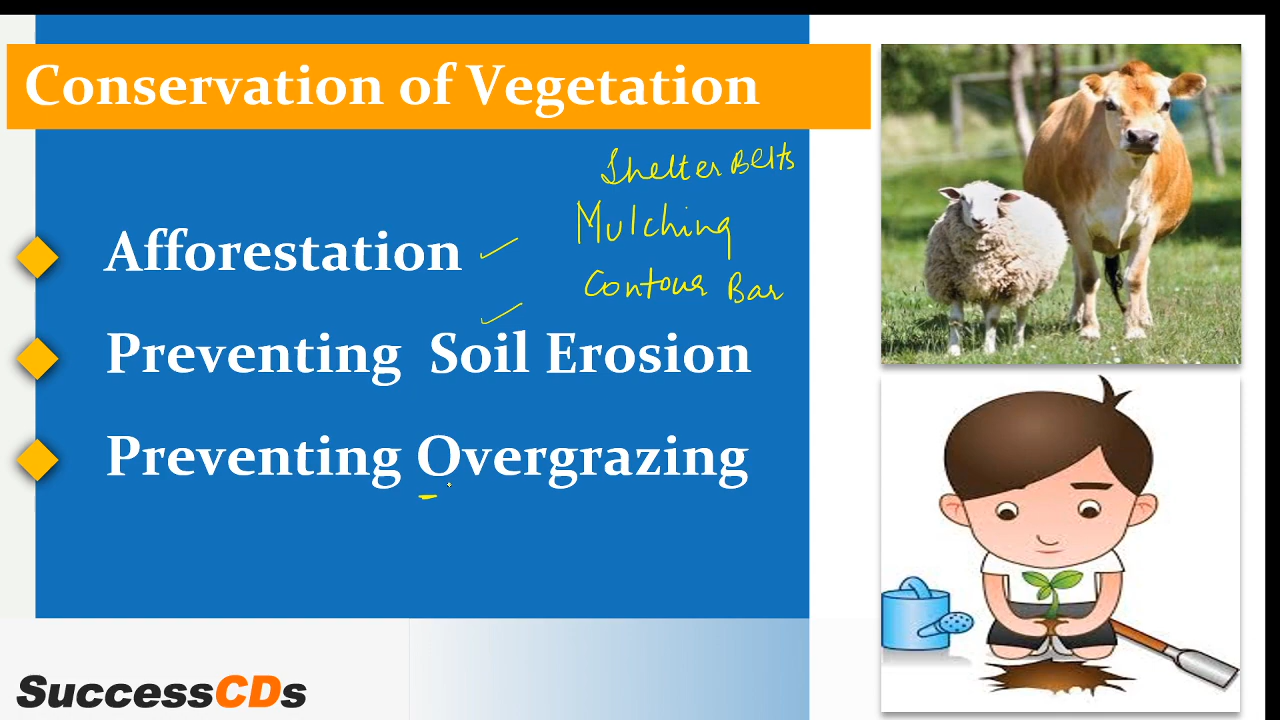 Conservation of Vegetation
Shelter Belts
Afforestation
Mulching
Contour Bar
Preventing Soil Erosion
Preventing Overgrazing
SuccessCDs